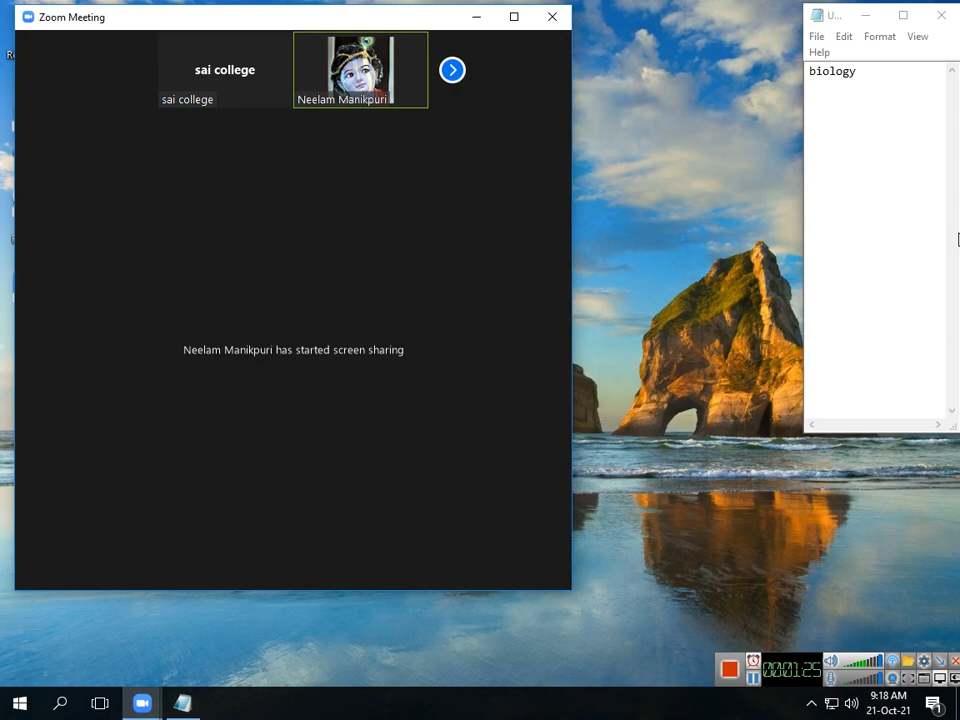 Zoom Meeting
sai college
sai college
Neelam Manikpuri
Neelam Manikpuri has started screen sharing
U...
File Edit Format View
Help
biology
00:01:25
9:18 AM
21-Oct-21
1